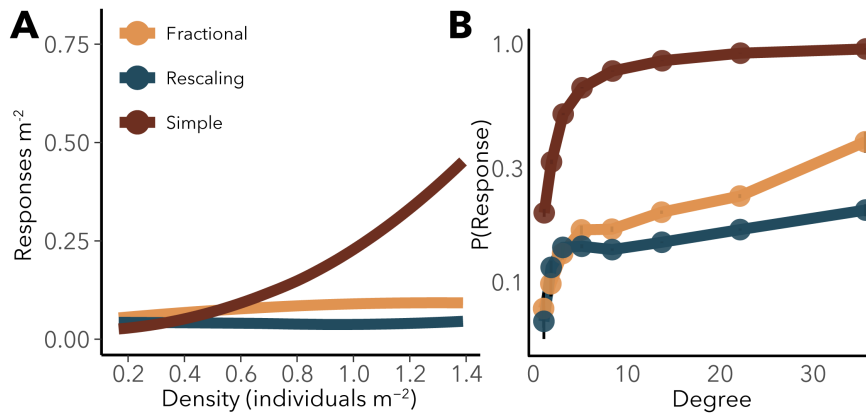 A
Responses m⁻²
0.75
0.50
0.25
0.00
Fractional
Rescaling
Simple
0.2 0.4 0.6 0.8 1.0 1.2 1.4
Density (individuals m⁻²)
B
P(Response)
1.0
0.3
0.1
0 10 20 30
Degree